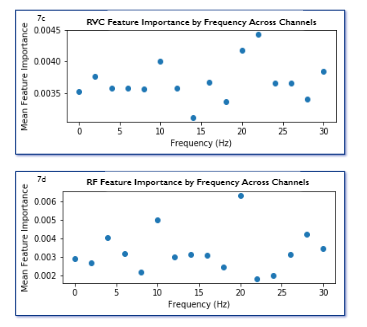 7c
RVC Feature Importance by Frequency Across Channels
Mean Feature Importance
0.0045
0.0040
0.0035
0 5 10 15 20 25 30
Frequency (Hz)
7d
RF Feature Importance by Frequency Across Channels
Mean Feature Importance
0.006
0.005
0.004
0.003
0.002
0 5 10 15 20 25 30
Frequency (Hz)